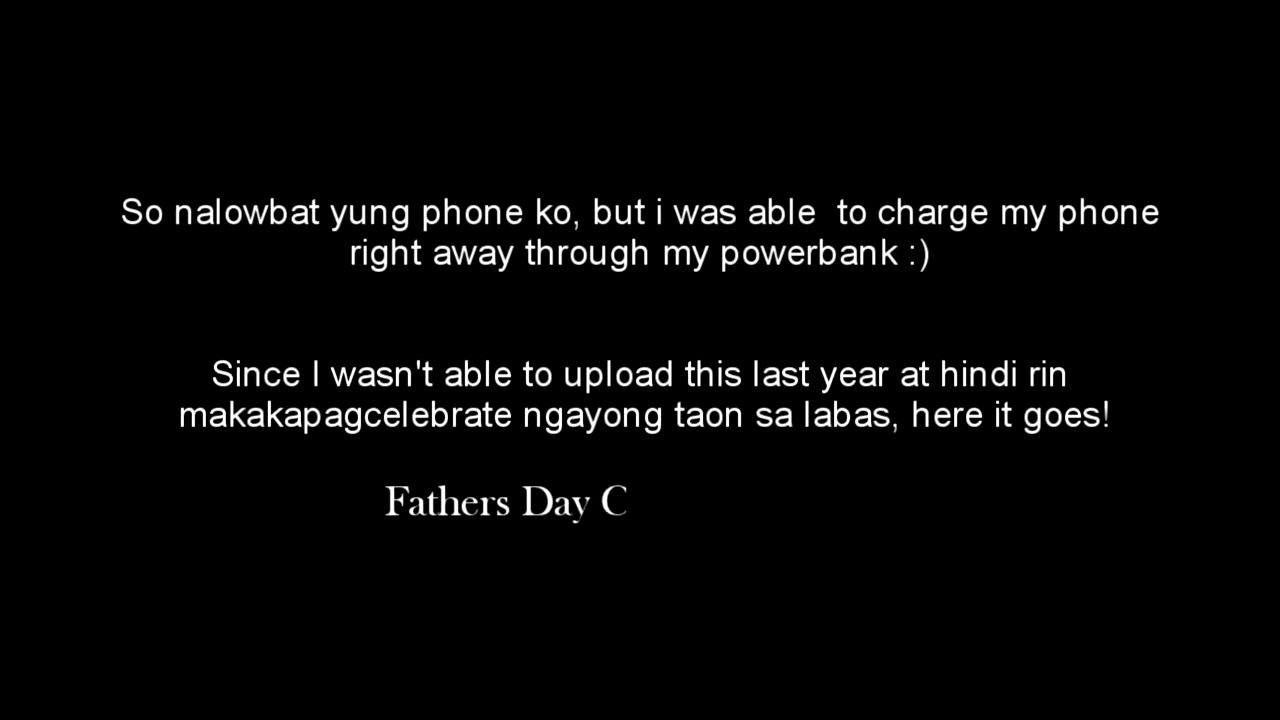 So nalowbat yung phone ko, but i was able  to charge my phone
right away through my powerbank :)
Since I wasn't able to upload this last year at hindi rin
makakapagcelebrate ngayong taon sa labas, here it goes!
Fathers Day C